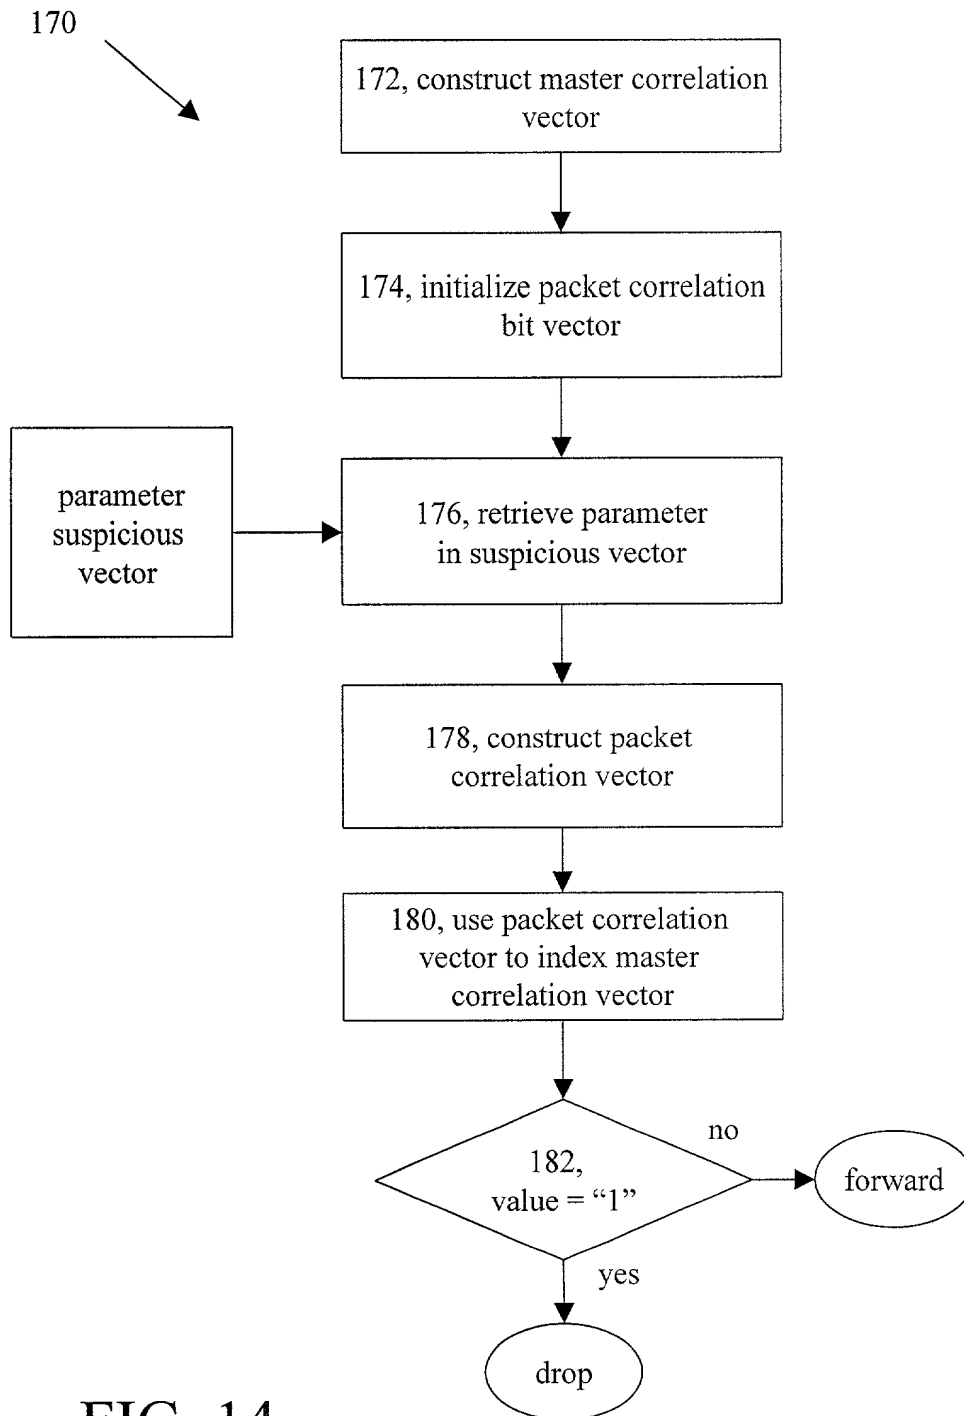 170
172, construct master correlation
vector
174, initialize packet correlation
bit vector
parameter
suspicious
vector
176, retrieve parameter
in suspicious vector
178, construct packet
correlation vector
180, use packet correlation
vector to index master
correlation vector
182,
value = “1”
no
forward
yes
drop
FIG. 14